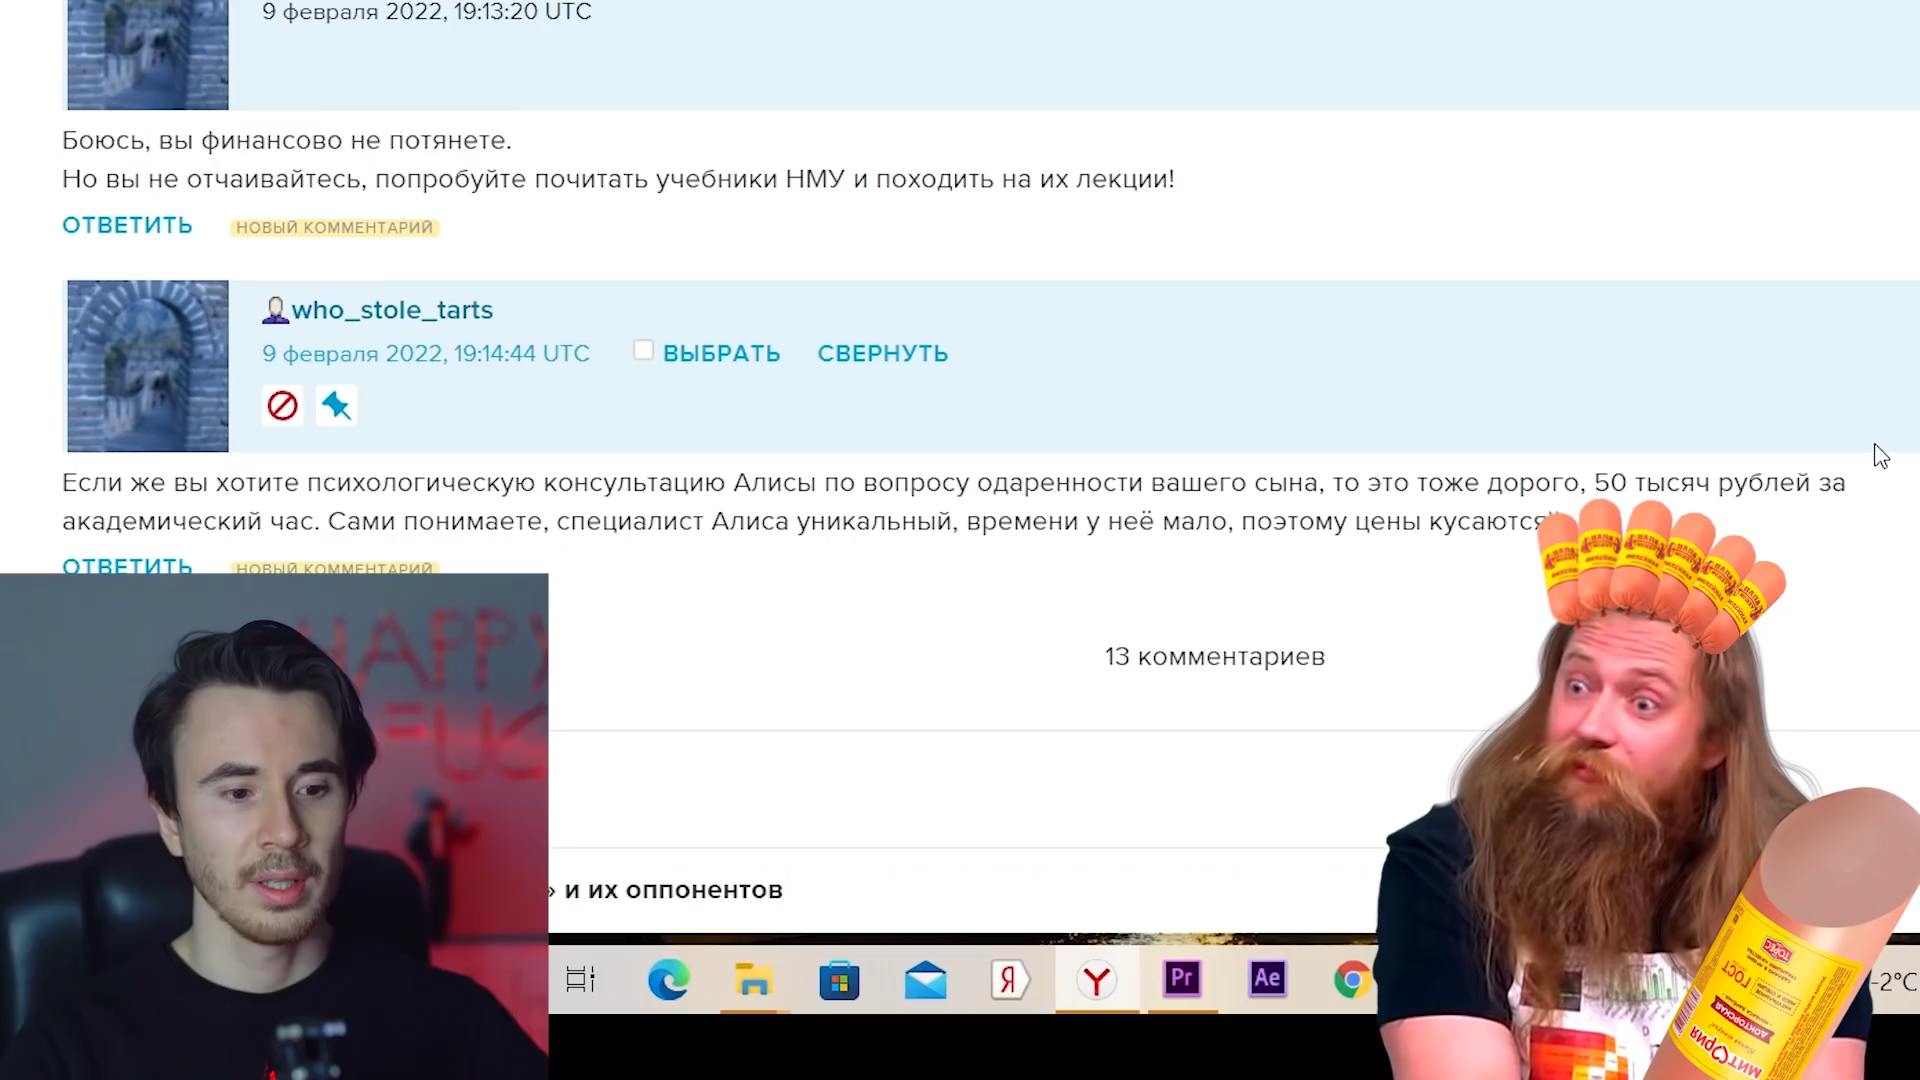 9 февраля 2022, 19:13:20 UTC
Боюсь, вы финансово не потянете.
Но вы не отчаивайтесь, попробуйте почитать учебники НМУ и походить на их лекции!
ОТВЕТИТЬ НОВЫЙ КОММЕНТАРИЙ
who_stole_tarts
9 февраля 2022, 19:14:44 UTC ВЫБРАТЬ СВЕРНУТЬ
Если же вы хотите психологическую консультацию Алисы по вопросу одаренности вашего сына, то это тоже дорого, 50 тысяч рублей за
академический час. Сами понимаете, специалист Алиса уникальный, времени у неё мало, поэтому цены кусаются
ОТВЕТИТЬ НОВЫЙ КОММЕНТАРИЙ
13 комментариев
HAPPY
FUCK
» и их оппонентов
Я
Y
Pr
Ae
-2°C
ГОСТ
ДОКТОРСКАЯ